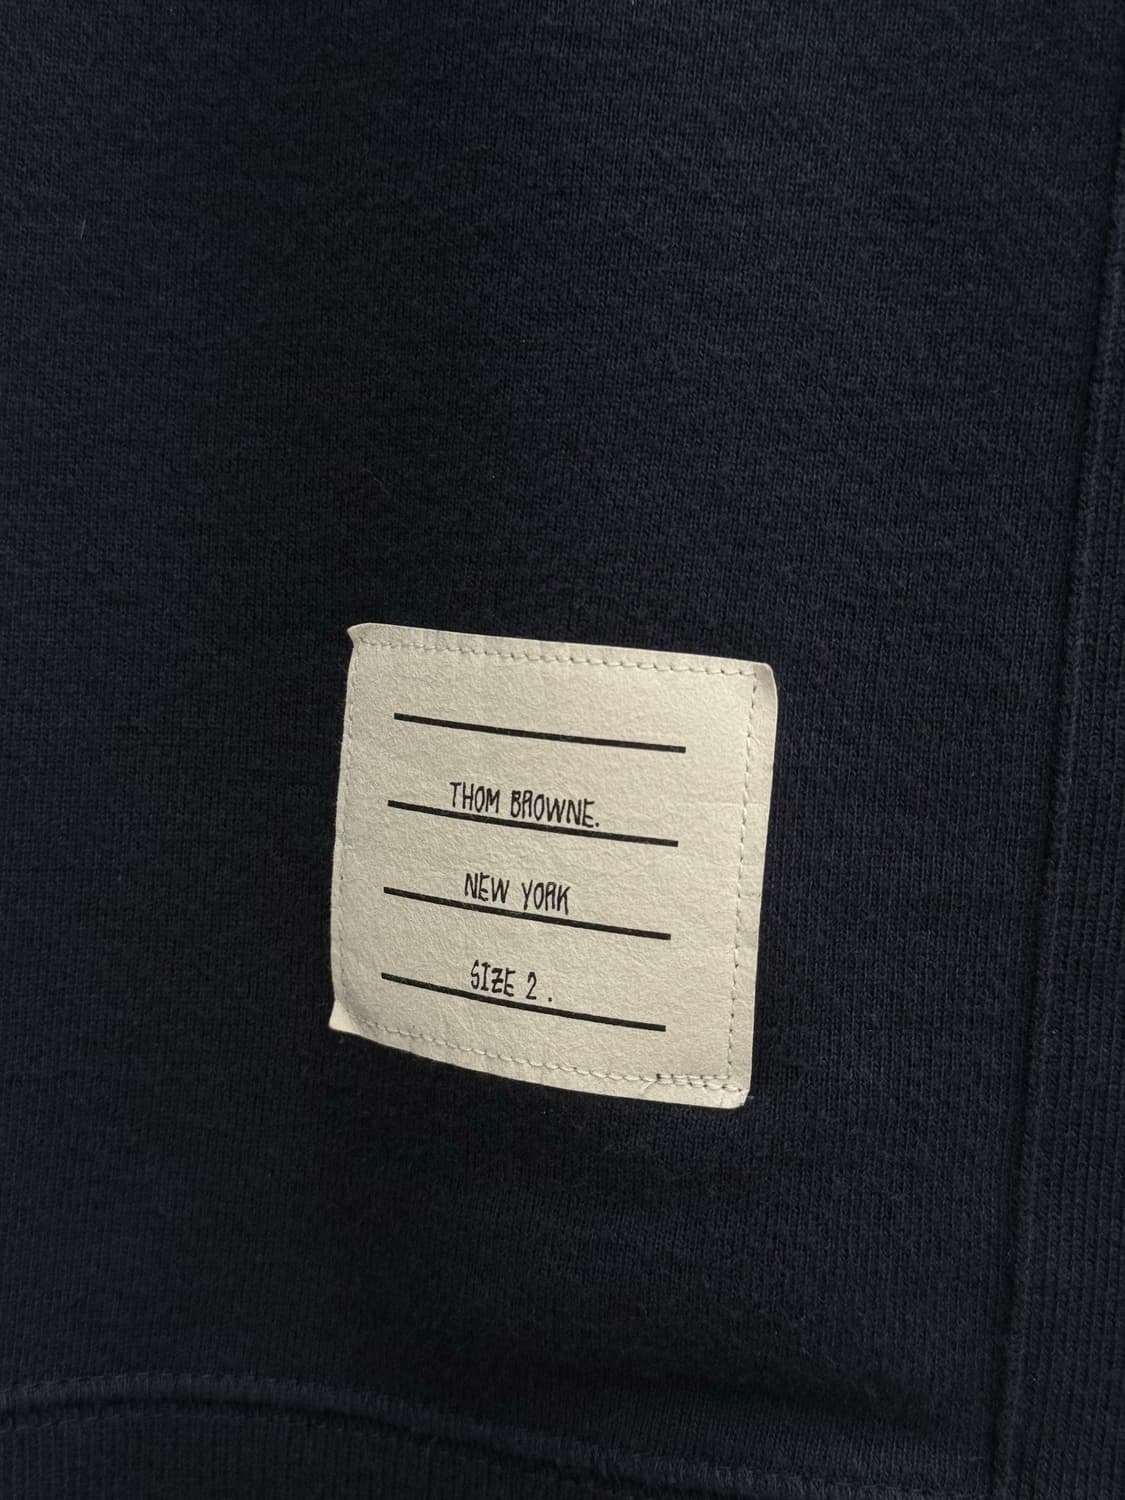 THOM BROWNE.
NEW YORK
SIZE 2 .